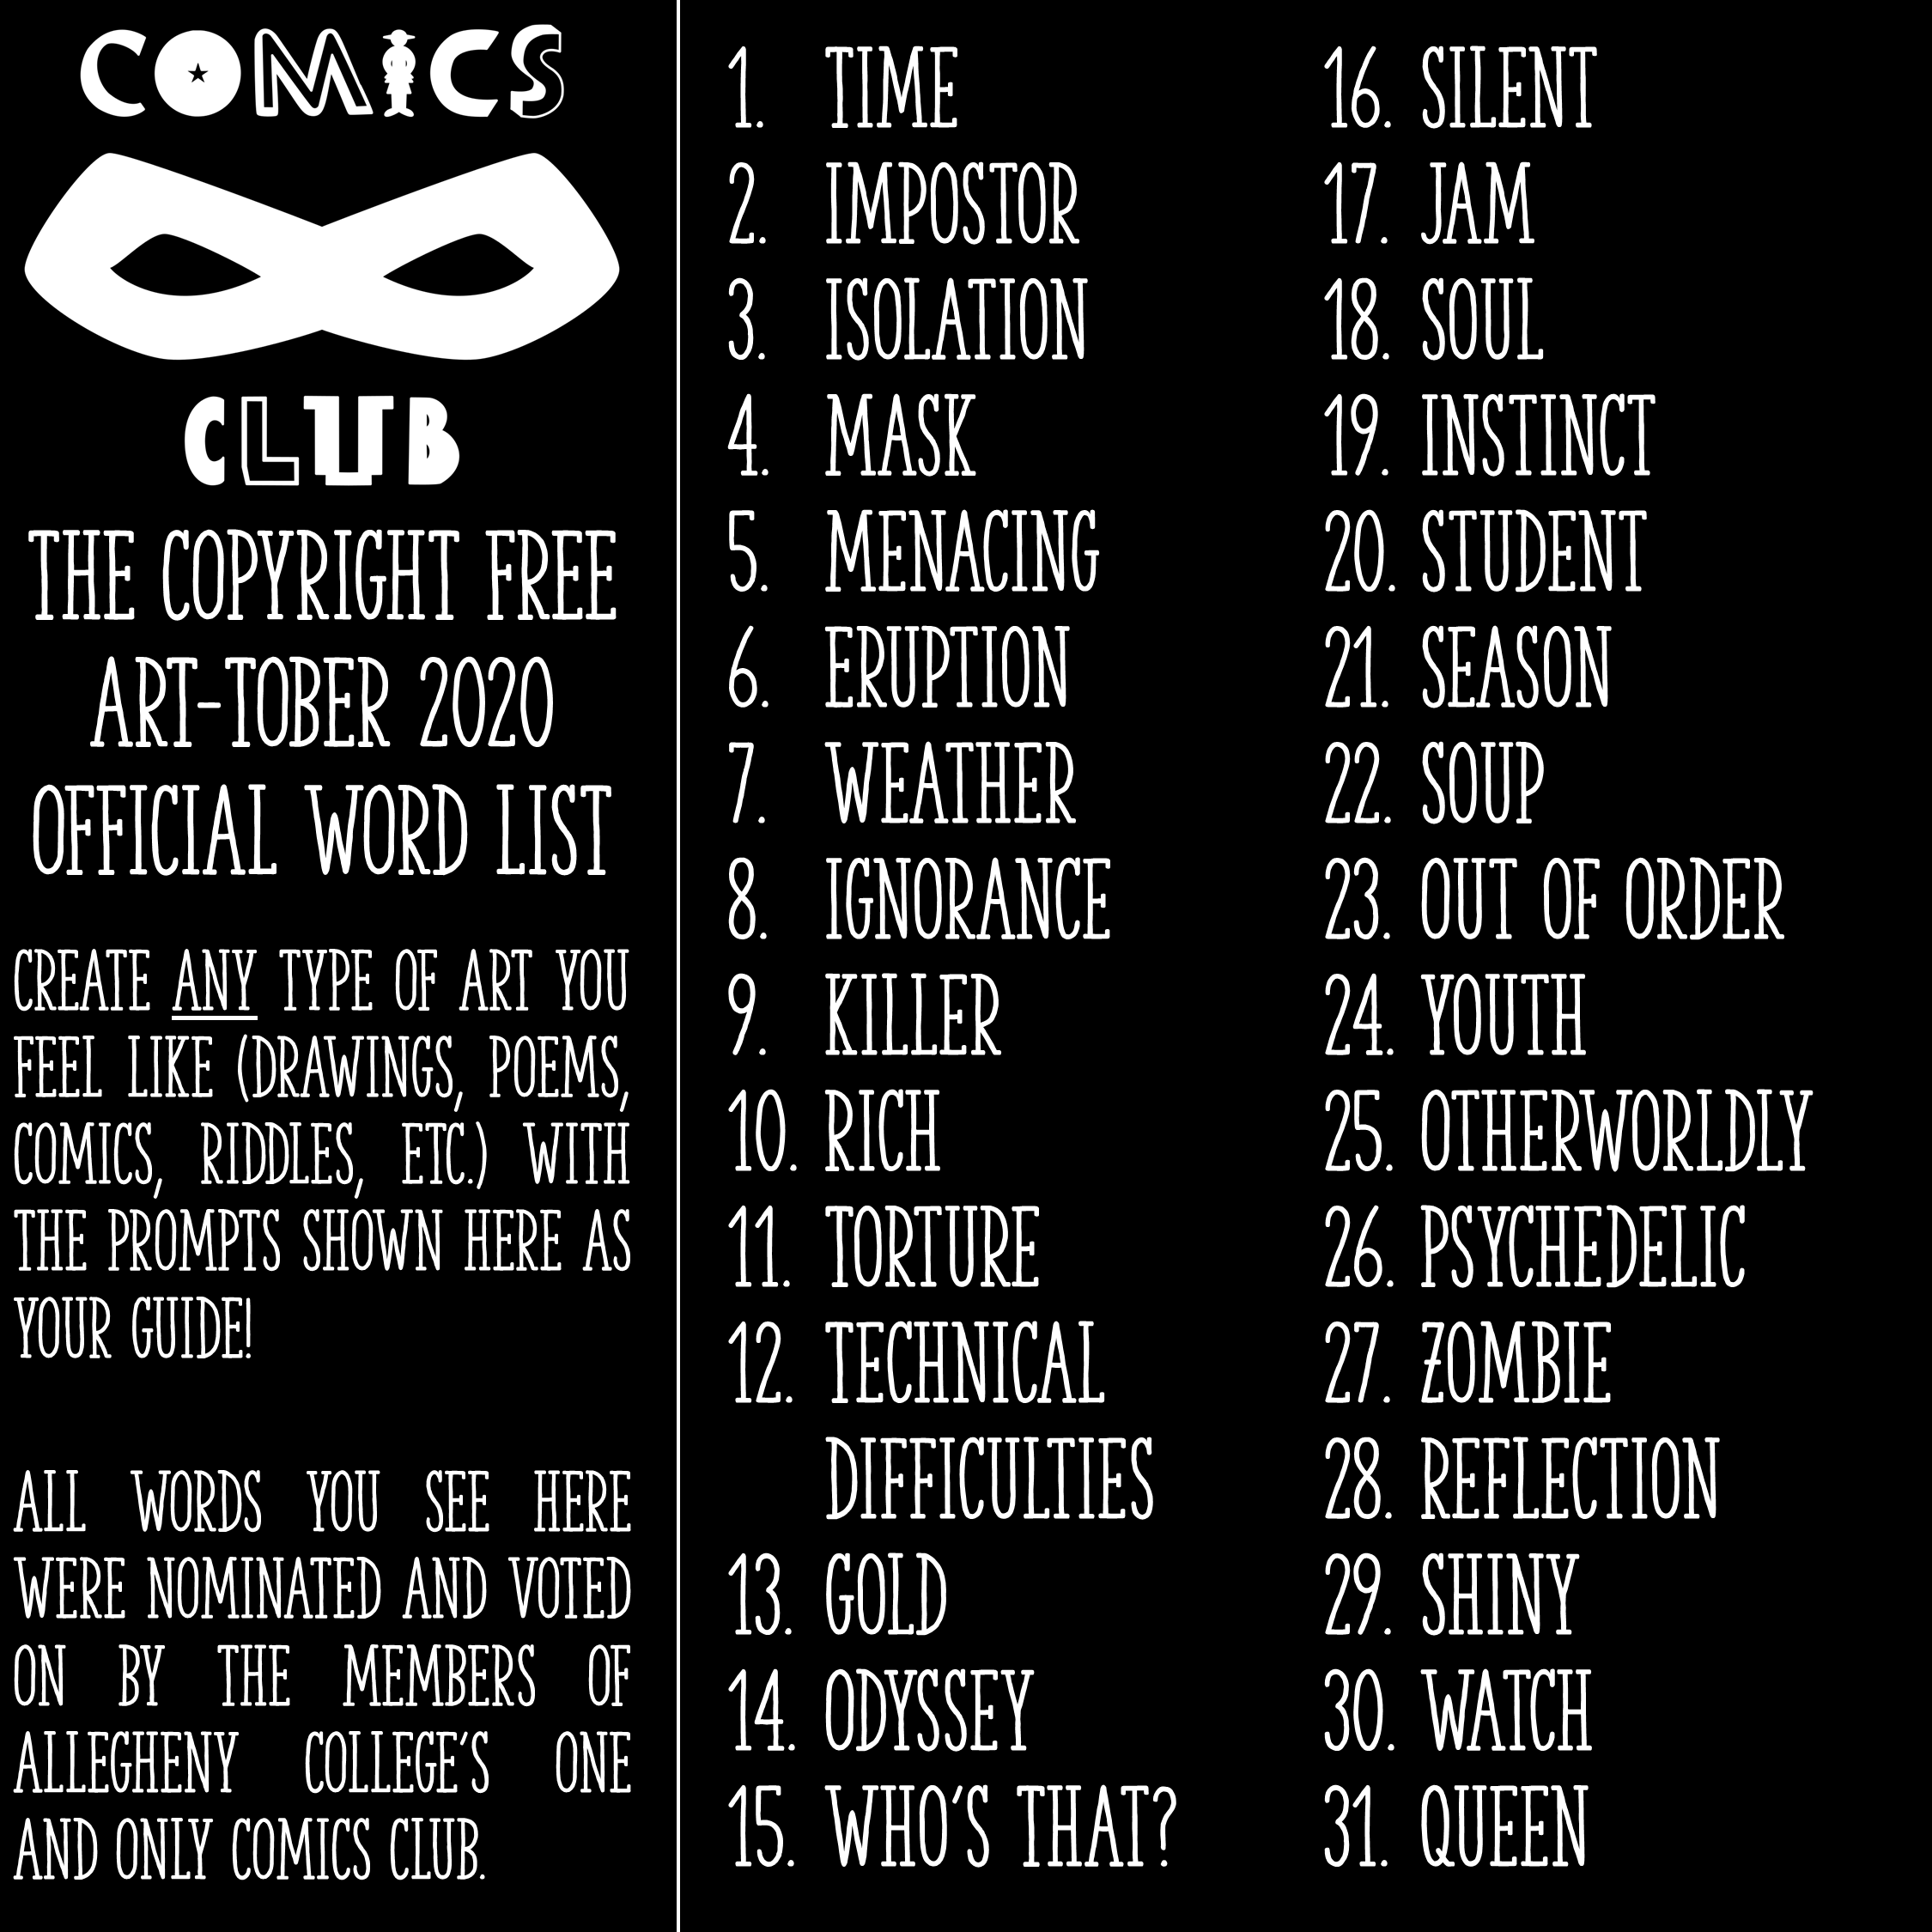 COMICS
CLUB
THE COPYRIGHT FREE
ART-TOBER 2020
OFFICIAL WORD LIST
CREATE ANY TYPE OF ART YOU
FEEL LIKE (DRAWINGS, POEMS,
COMICS, RIDDLES, ETC.) WITH
THE PROMPTS SHOWN HERE AS
YOUR GUIDE!
ALL WORDS YOU SEE HERE
WERE NOMINATED AND VOTED
ON BY THE MEMBERS OF
ALLEGHENY COLLEGE'S ONE
AND ONLY COMICS CLUB.
1. TIME
2. IMPOSTOR
3. ISOLATION
4. MASK
5. MENACING
6. ERUPTION
7. WEATHER
8. IGNORANCE
9. KILLER
10. RICH
11. TORTURE
12. TECHNICAL
DIFFICULTIES
13. GOLD
14. ODYSSEY
15. WHO'S THAT?
16. SILENT
17. JAM
18. SOUL
19. INSTINCT
20. STUDENT
21. SEASON
22. SOUP
23. OUT OF ORDER
24. YOUTH
25. OTHERWORLDLY
26. PSYCHEDELIC
27. ZOMBIE
28. REFLECTION
29. SHINY
30. WATCH
31. QUEEN